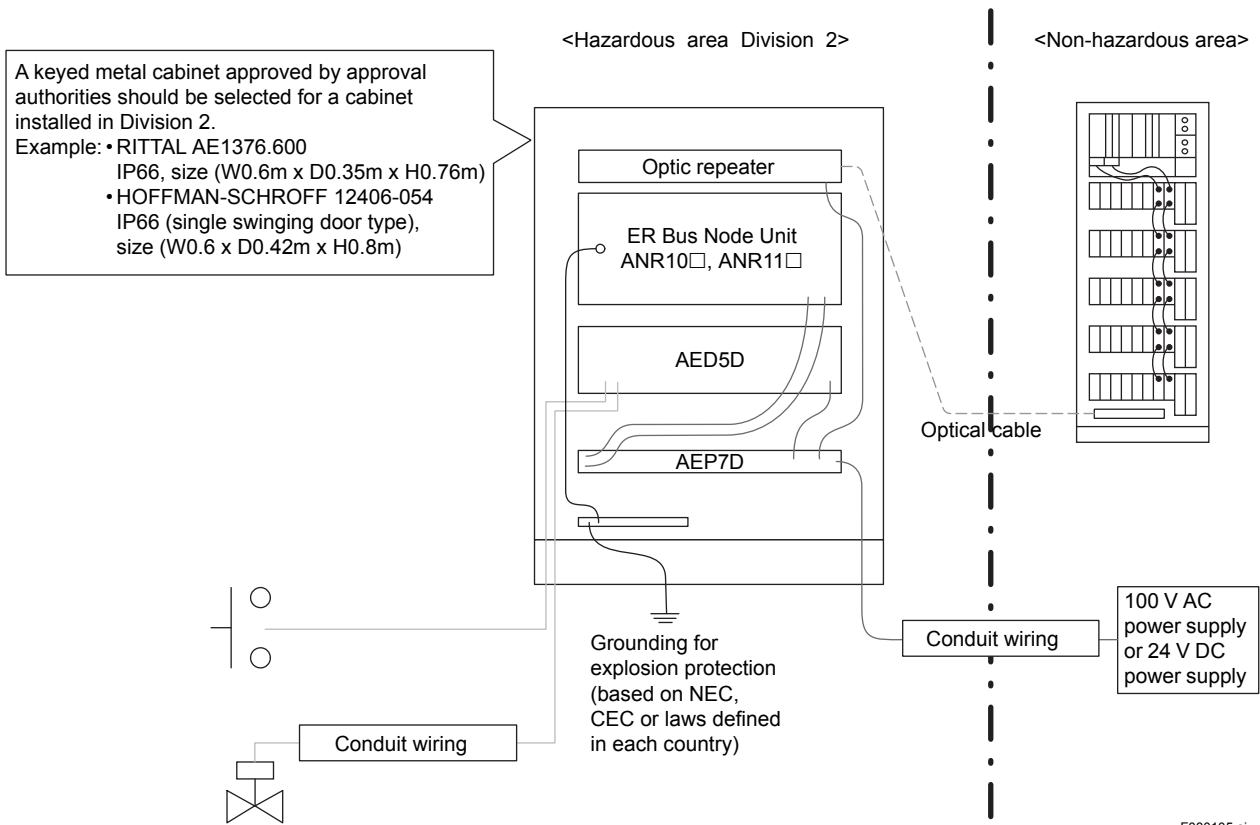 <Hazardous area Division 2>
<Non-hazardous area>
A keyed metal cabinet approved by approval
authorities should be selected for a cabinet
installed in Division 2.
Example: • RITTAL AE1376.600
IP66, size (W0.6m x D0.35m x H0.76m)
• HOFFMAN-SCHROFF 12406-054
IP66 (single swinging door type),
size (W0.6 x D0.42m x H0.8m)
Optic repeater
ER Bus Node Unit
ANR10□, ANR11□
AED5D
Optical cable
AEP7D
Grounding for
explosion protection
(based on NEC,
CEC or laws defined
in each country)
Conduit wiring
100 V AC
power supply
or 24 V DC
power supply
Conduit wiring